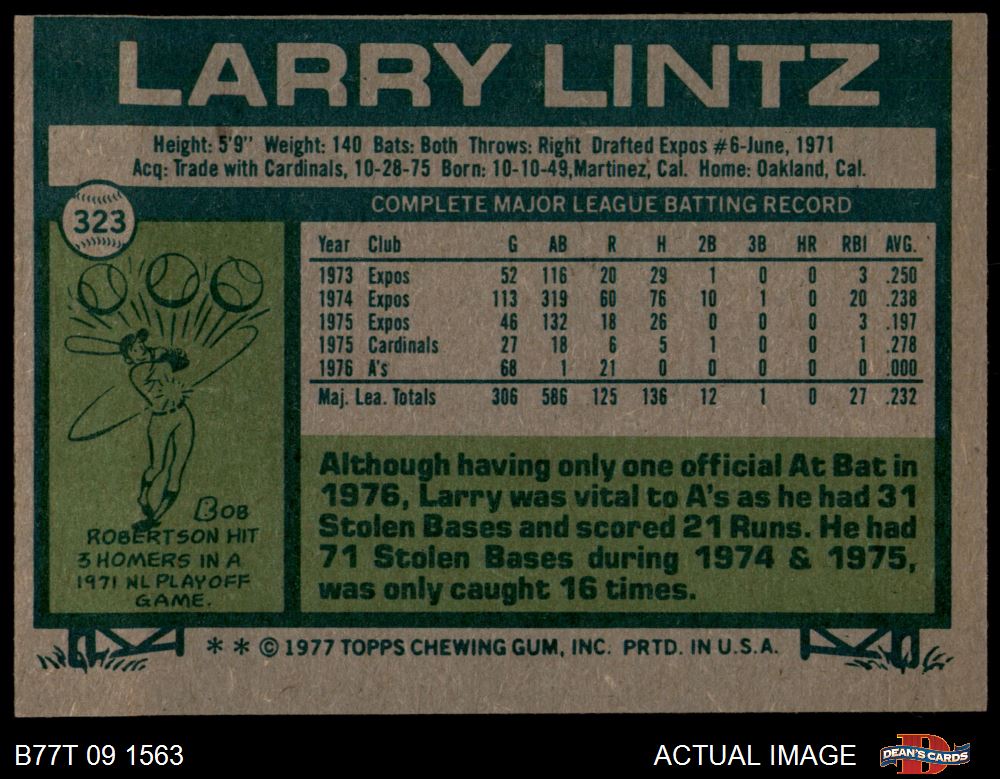 LARRY LINTZ
Height: 5'9" Weight: 140 Bats: Both Throws: Right Drafted Expos #6-June, 1971
Acq: Trade with Cardinals, 10-28-75 Born: 10-10-49, Martinez, Cal. Home: Oakland, Cal.
323
COMPLETE MAJOR LEAGUE BATTING RECORD
Year Club G AB R H 2B 3B HR RBI AVG.
1973 Expos 52 116 20 29 1 0 0 3 .250
1974 Expos 113 319 60 76 10 1 0 20 .238
1975 Expos 46 132 18 26 0 0 0 3 .197
1975 Cardinals 27 18 6 5 1 0 0 1 .278
1976 A's 68 1 21 0 0 0 0 0 .000
Maj. Lea. Totals 306 586 125 136 12 1 0 27 .232
BOB
ROBERTSON HIT
3 HOMERS IN A
1971 NL PLAYOFF
GAME.
Although having only one official At Bat in
1976, Larry was vital to A's as he had 31
Stolen Bases and scored 21 Runs. He had
71 Stolen Bases during 1974 & 1975,
was only caught 16 times.
* * © 1977 TOPPS CHEWING GUM, INC. PRTD. IN U.S.A.
B77T 09 1563
ACTUAL IMAGE
DEAN'S CARDS